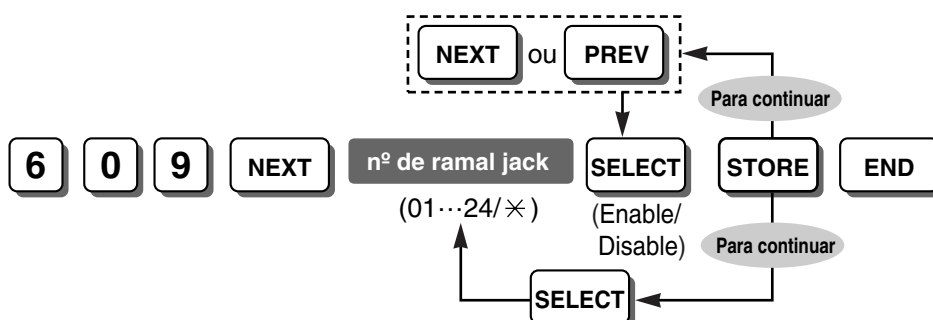 NEXT ou PREV
Para continuar
6 0 9 NEXT nº de ramal jack SELECT STORE END
(01···24/✳) (Enable/
Disable) Para continuar
SELECT